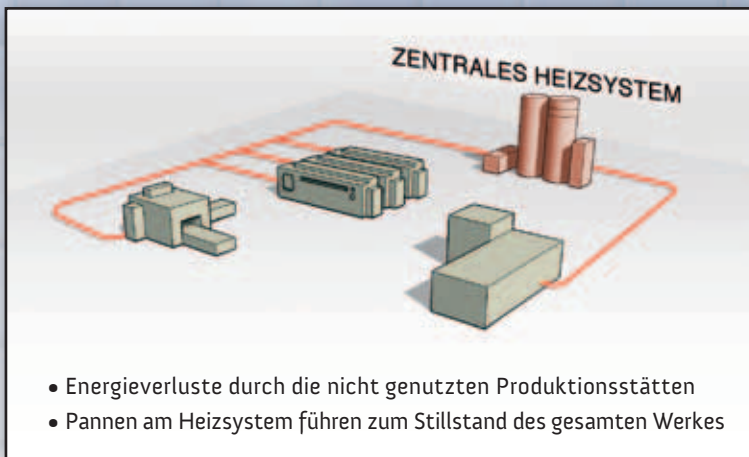 ZENTRALES HEIZSYSTEM
• Energieverluste durch die nicht genutzten Produktionsstätten
• Pannen am Heizsystem führen zum Stillstand des gesamten Werkes